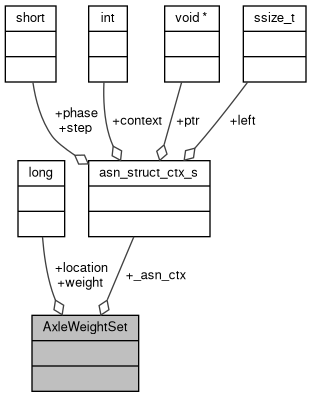 short
int
void *
ssize_t
+phase
+step
+context
+ptr
+left
long
asn_struct_ctx_s
+location
+weight
+_asn_ctx
AxleWeightSet